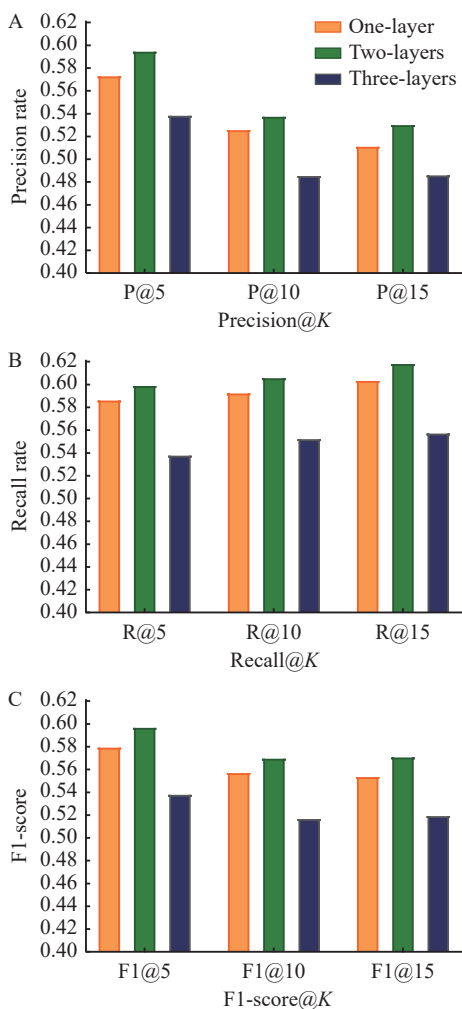 A
0.62
0.60
0.58
0.56
0.54
0.52
0.50
0.48
0.46
0.44
0.42
0.40
Precision rate
One-layer
Two-layers
Three-layers
P@5 P@10 P@15
Precision@K
B
0.62
0.60
0.58
0.56
0.54
0.52
0.50
0.48
0.46
0.44
0.42
0.40
Recall rate
R@5 R@10 R@15
Recall@K
C
0.62
0.60
0.58
0.56
0.54
0.52
0.50
0.48
0.46
0.44
0.42
0.40
F1-score
F1@5 F1@10 F1@15
F1-score@K